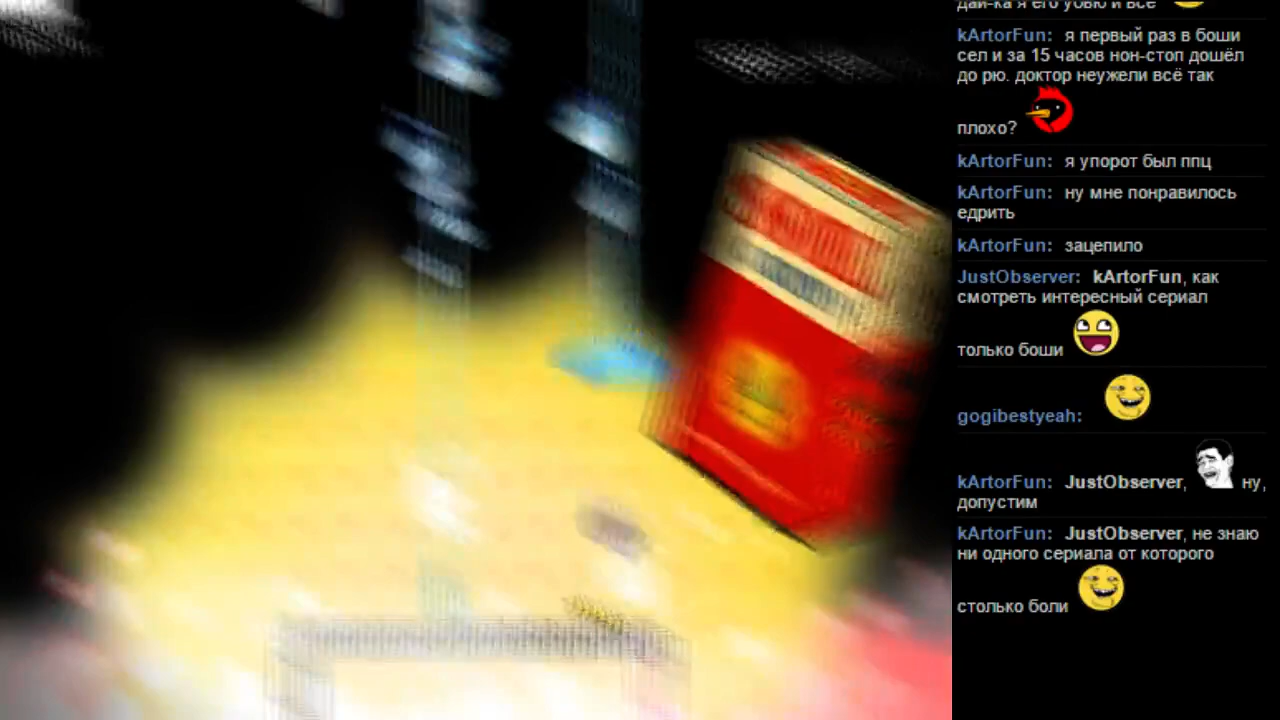 дай-ка я его убью и всё
kArtorFun: я первый раз в боши
сел и за 15 часов нон-стоп дошёл
до рю. доктор неужели всё так
плохо?
kArtorFun: я упорот был ппц
kArtorFun: ну мне понравилось
едрить
kArtorFun: зацепило
JustObserver: kArtorFun, как
смотреть интересный сериал
только боши
gogibestyeah:
kArtorFun: JustObserver, ну,
допустим
kArtorFun: JustObserver, не знаю
ни одного сериала от которого
столько боли